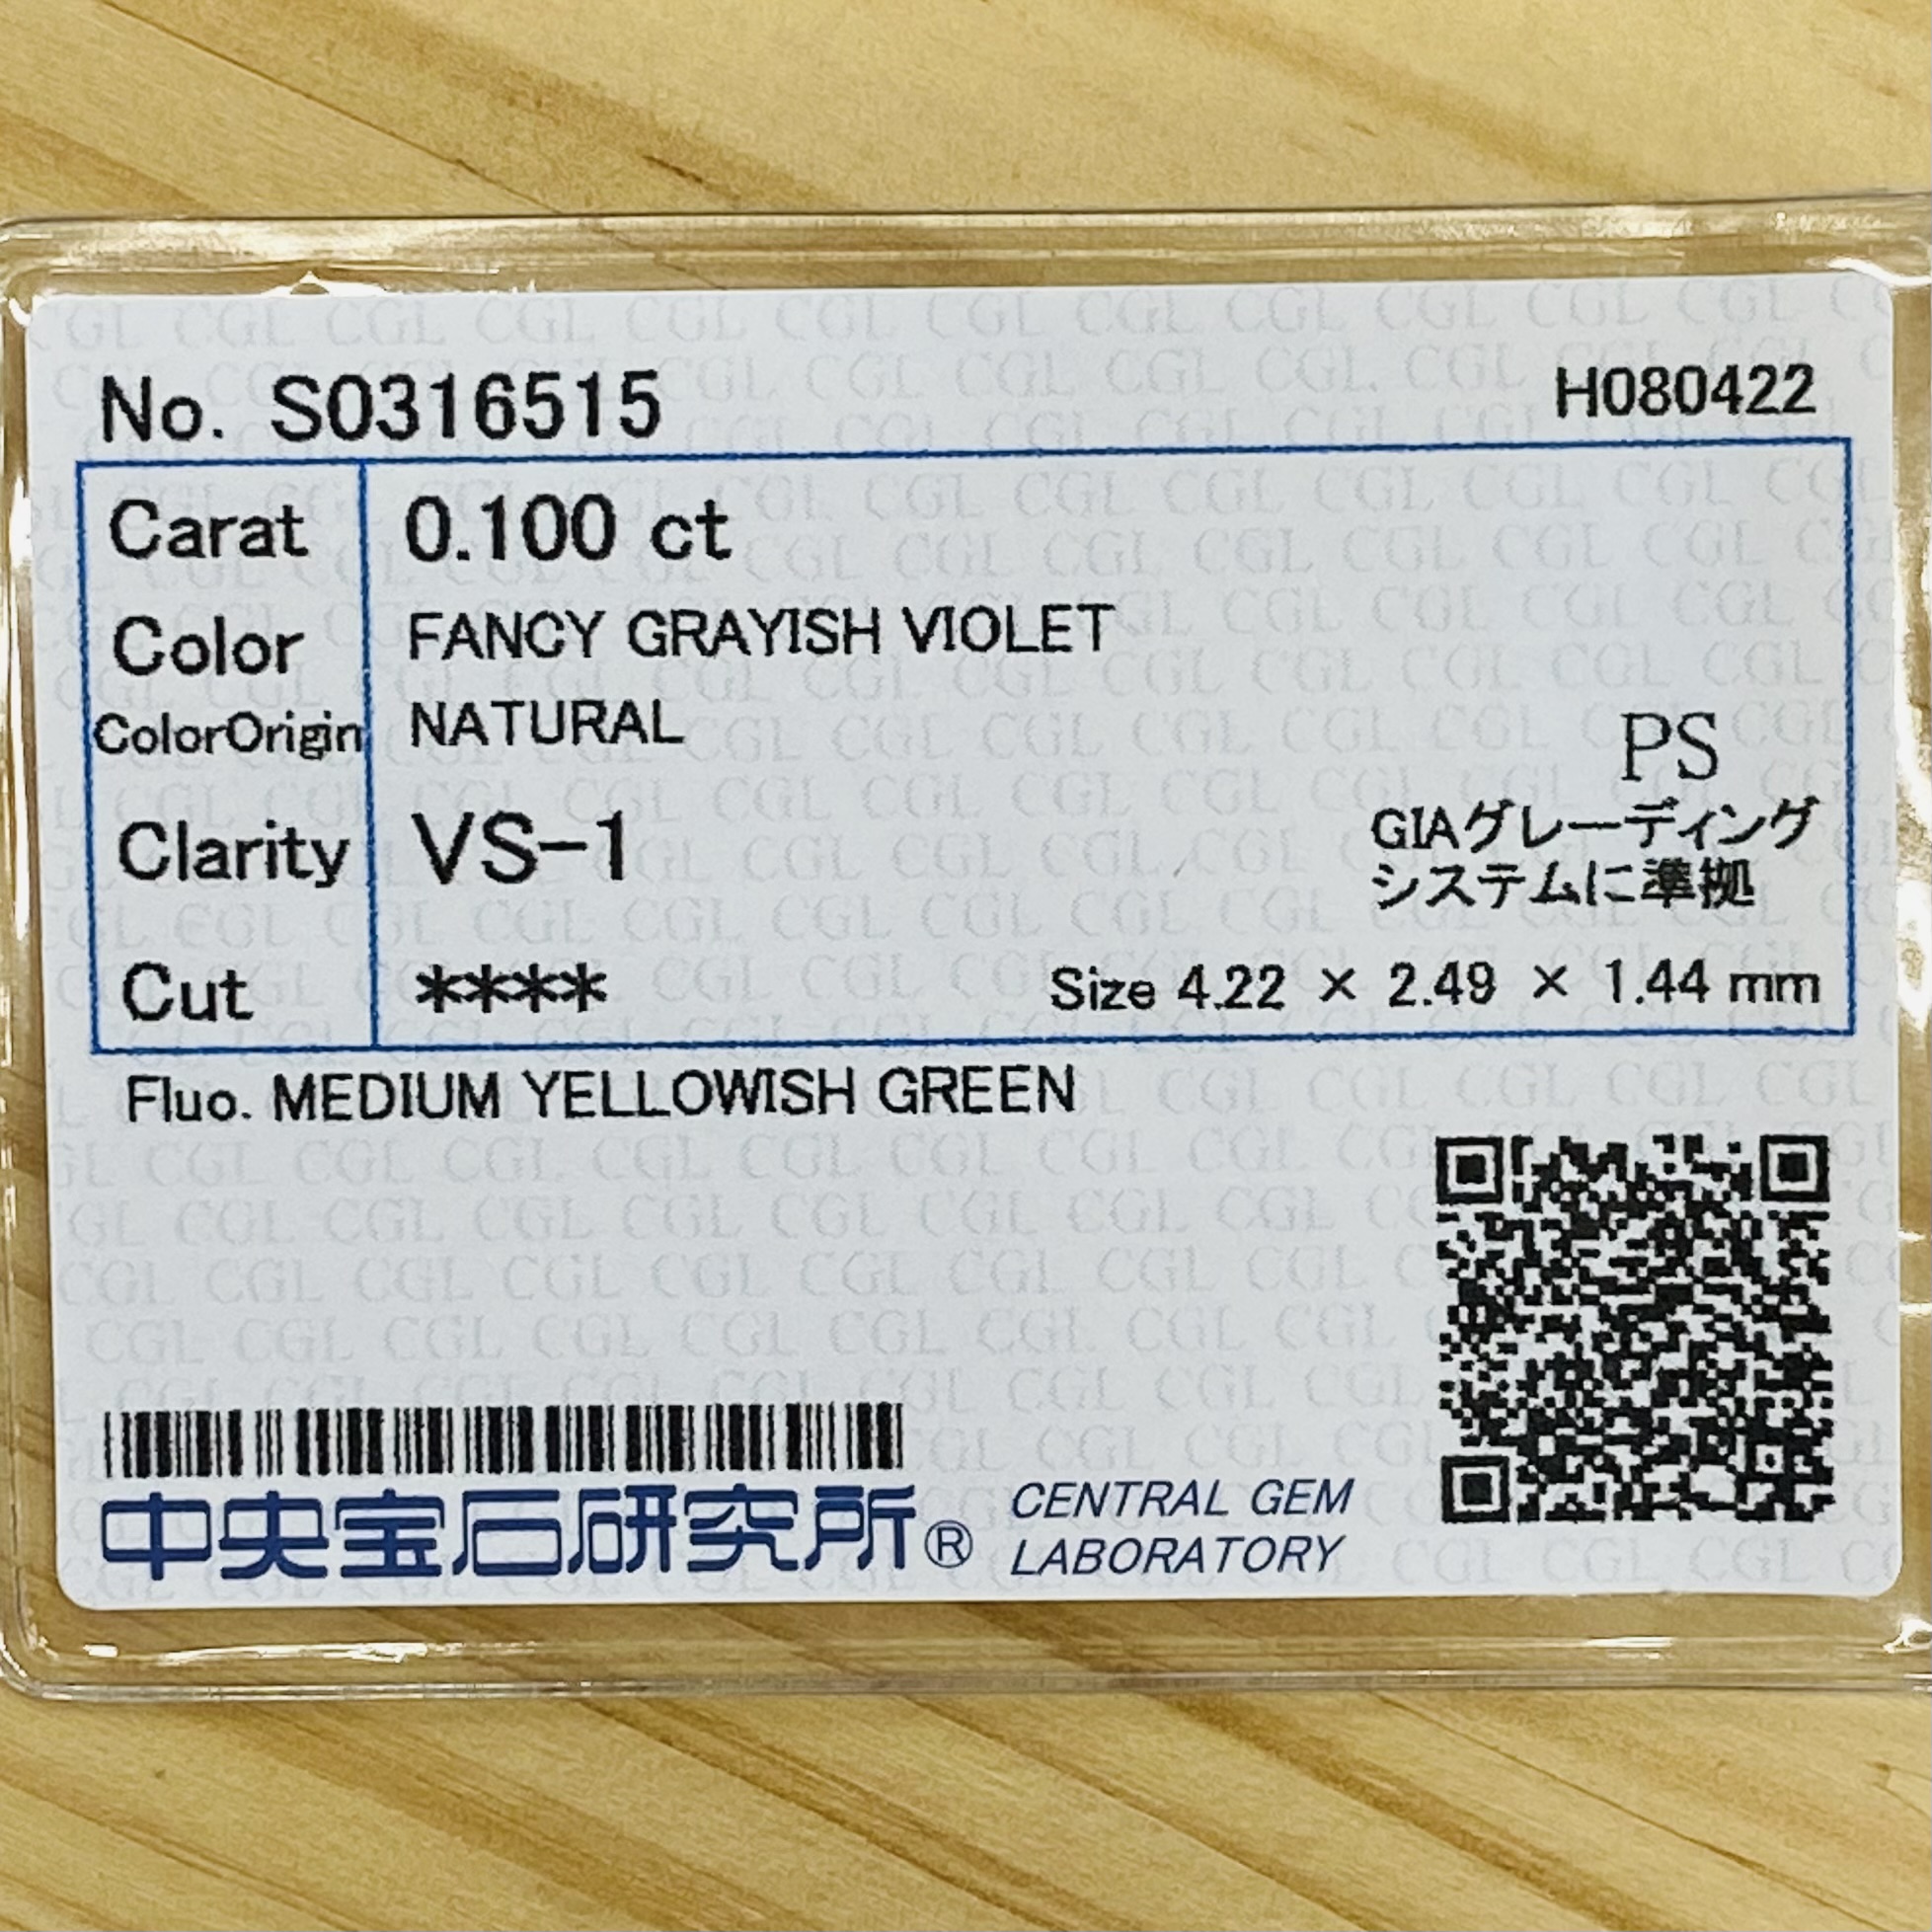 No. S0316515 H080422
Carat 0.100 ct
Color FANCY GRAYISH VIOLET
ColorOrigin NATURAL
PS
Clarity VS-1
GIAグレーディング
システムに準拠
Cut **** Size 4.22 × 2.49 × 1.44 mm
Fluo. MEDIUM YELLOWISH GREEN
中央宝石研究所® CENTRAL GEM
LABORATORY